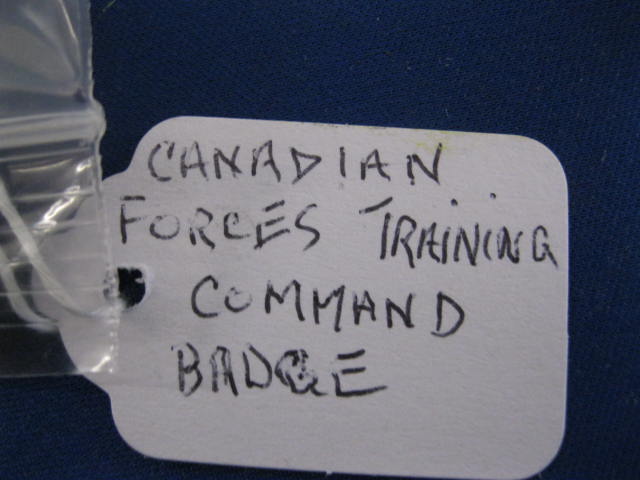 CANADIAN
FORCES TRAINING
COMMAND
BADGE